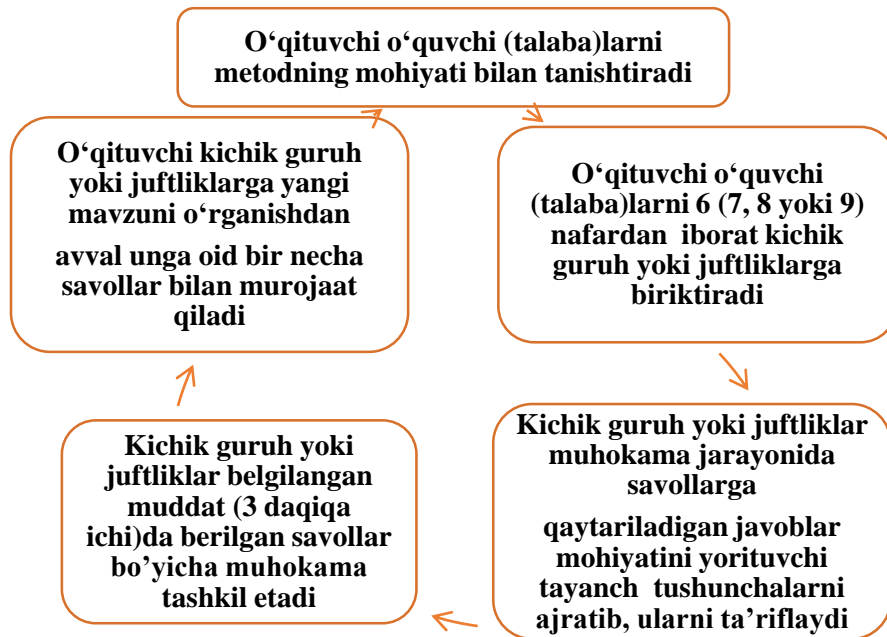 O‘qituvchi o‘quvchi (talaba)larni
metodning mohiyati bilan tanishtiradi
O‘qituvchi o‘quvchi
(talaba)larni 6 (7, 8 yoki 9)
nafardan iborat kichik
guruh yoki juftliklarga
biriktiradi
Kichik guruh yoki juftliklar
muhokama jarayonida
savollarga
qaytariladigan javoblar
mohiyatini yorituvchi
tayanch tushunchalarni
ajratib, ularni ta’riflaydi
Kichik guruh yoki
juftliklar belgilangan
muddat (3 daqiqa
ichi)da berilgan savollar
bo’yicha muhokama
tashkil etadi
O‘qituvchi kichik guruh
yoki juftliklarga yangi
mavzuni o‘rganishdan
avval unga oid bir necha
savollar bilan murojaat
qiladi